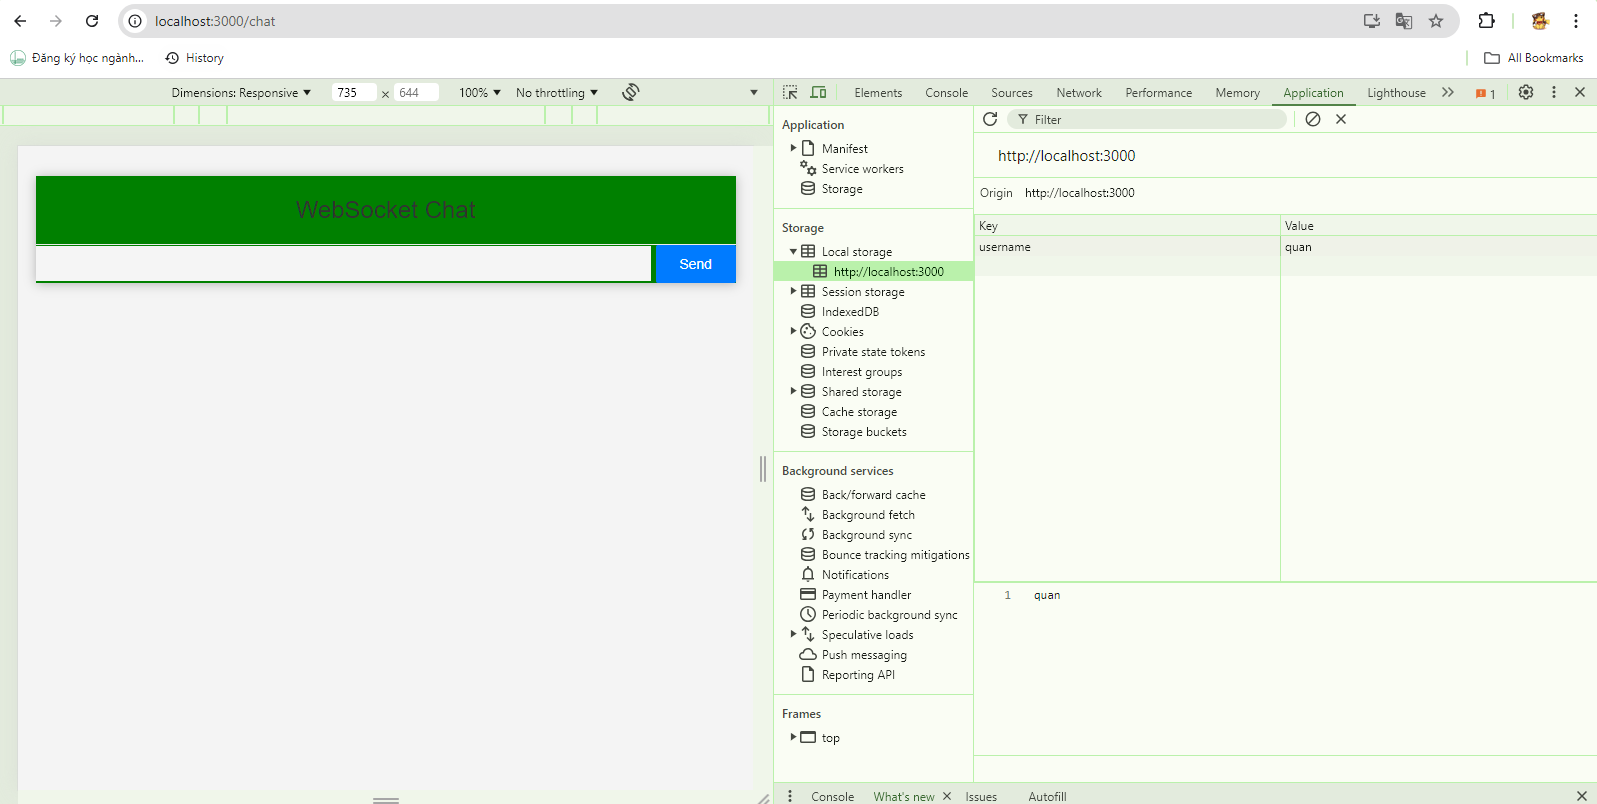 localhost:3000/chat
Đăng ký học ngành...
History
All Bookmarks
Dimensions: Responsive 735 × 644 100% No throttling
Elements Console Sources Network Performance Memory Application Lighthouse 1
WebSocket Chat
Send
Application
Manifest
Service workers
Storage
Storage
Local storage
http://localhost:3000
Session storage
IndexedDB
Cookies
Private state tokens
Interest groups
Shared storage
Cache storage
Storage buckets
Background services
Back/forward cache
Background fetch
Background sync
Bounce tracking mitigations
Notifications
Payment handler
Periodic background sync
Speculative loads
Push messaging
Reporting API
Frames
top
Filter
http://localhost:3000
Origin http://localhost:3000
Key Value
username quan
1 quan
Console What's new Issues Autofill